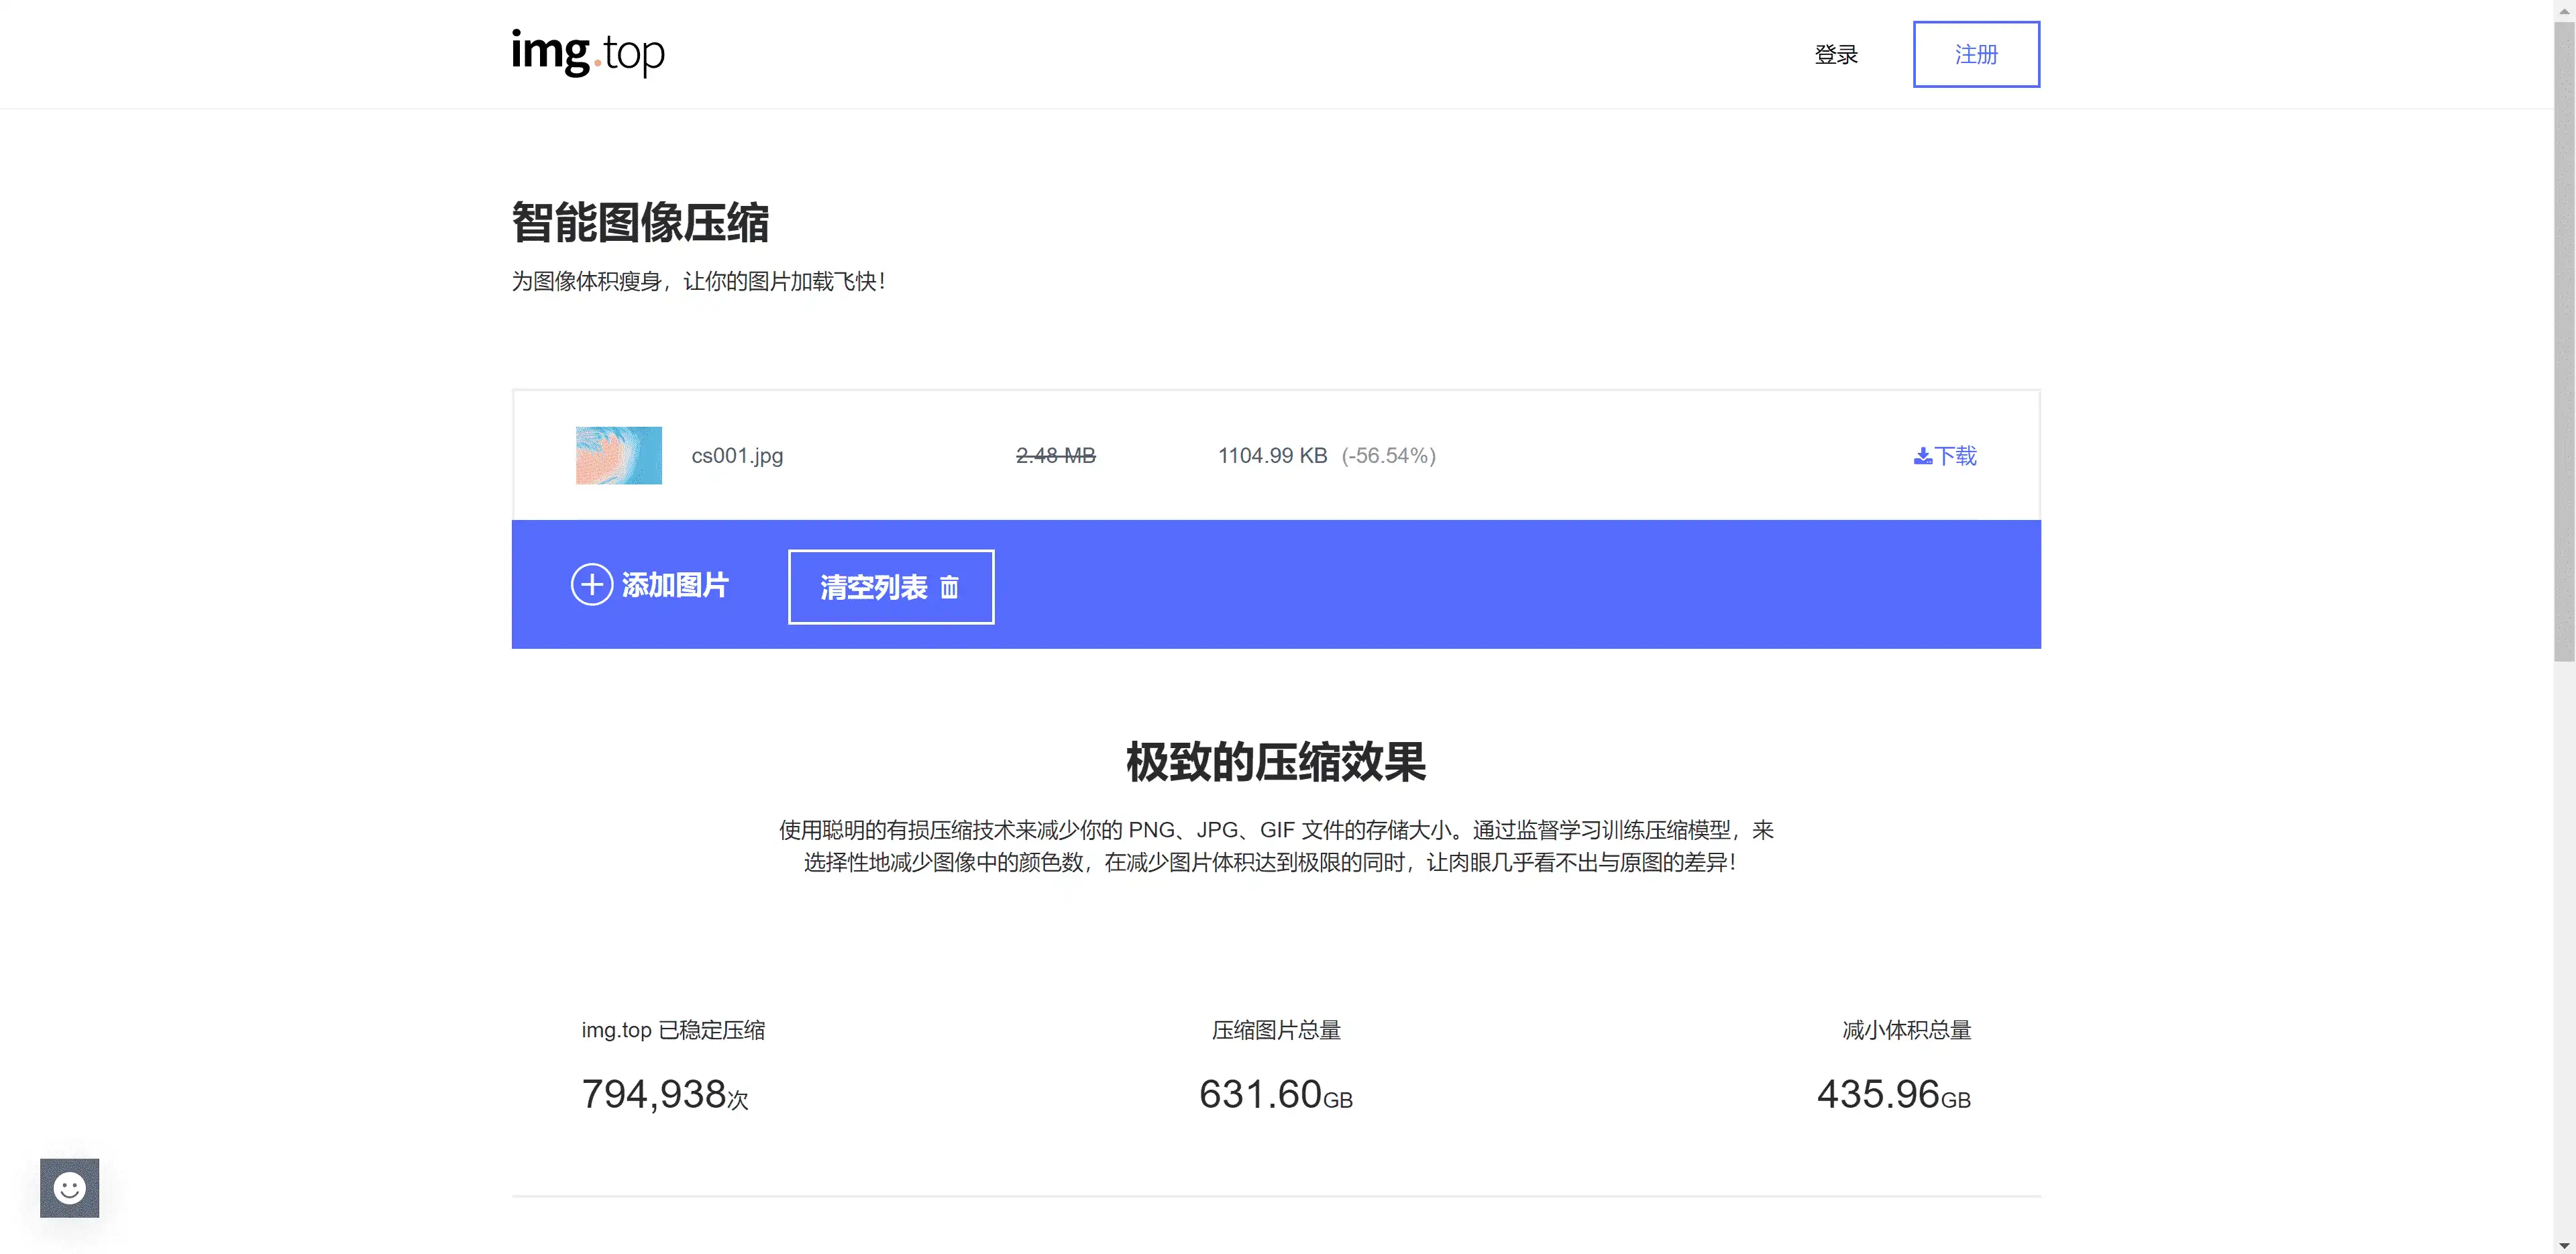 img.top
登录
注册
智能图像压缩
为图像体积瘦身，让你的图片加载飞快！
cs001.jpg
2.48 MB
1104.99 KB (-56.54%)
下载
添加图片
清空列表
极致的压缩效果
使用聪明的有损压缩技术来减少你的 PNG、JPG、GIF 文件的存储大小。通过监督学习训练压缩模型，来
选择性地减少图像中的颜色数，在减少图片体积达到极限的同时，让肉眼几乎看不出与原图的差异！
img.top 已稳定压缩
794,938次
压缩图片总量
631.60GB
减小体积总量
435.96GB